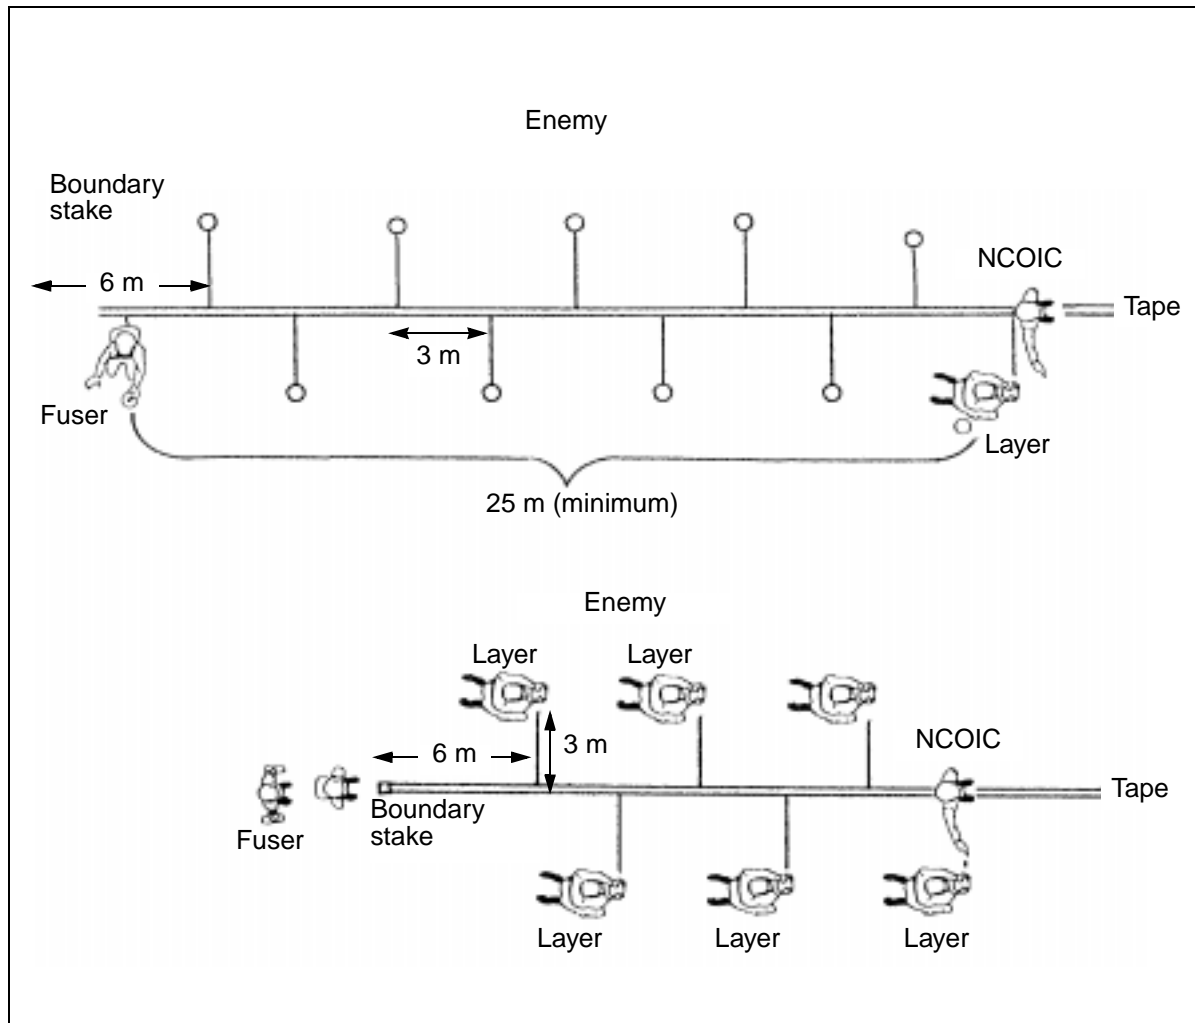 Enemy
Boundary
stake
6 m
NCOIC
Tape
3 m
Fuser
Layer
25 m (minimum)
Enemy
Layer
Layer
6 m
3 m
NCOIC
Boundary
stake
Tape
Fuser
Layer
Layer
Layer